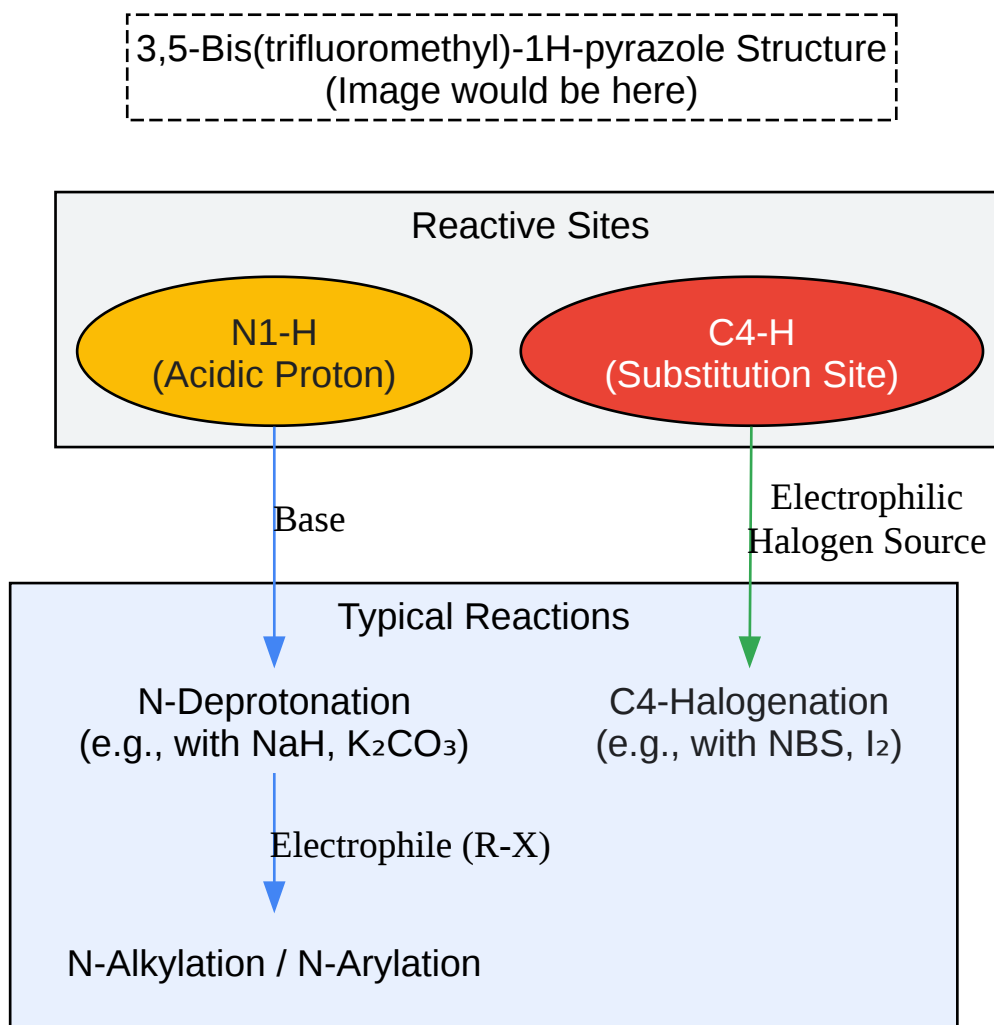 3,5-Bis(trifluoromethyl)-1H-pyrazole Structure
(Image would be here)
Reactive Sites
N1-H
(Acidic Proton)
C4-H
(Substitution Site)
Base
Electrophilic
Halogen Source
Typical Reactions
N-Deprotonation
(e.g., with NaH, K₂CO₃)
C4-Halogenation
(e.g., with NBS, I₂)
Electrophile (R-X)
N-Alkylation / N-Arylation